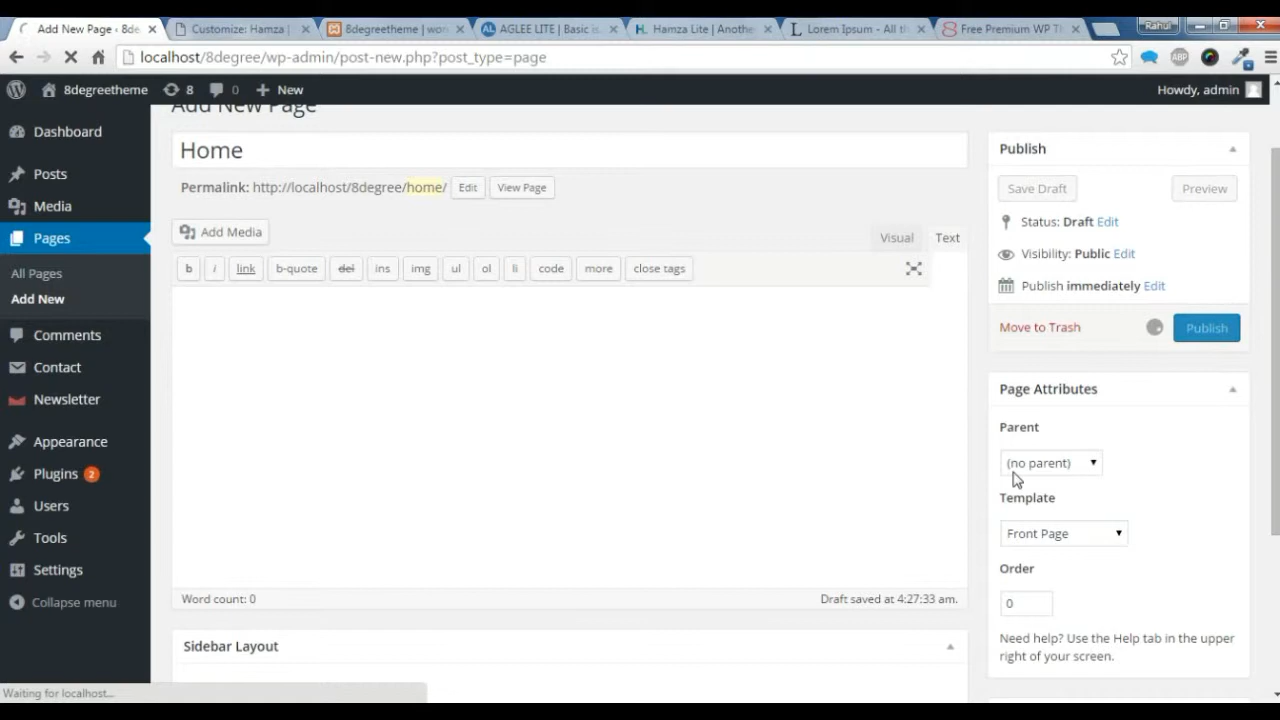 Add New Page ‹ 8de
Customize: Hamza
8degreetheme | wor
AGLEE LITE | Basic is
Hamza Lite | Anothe
Lorem Ipsum - All th
Free Premium WP T
Rahul
localhost/8degree/wp-admin/post-new.php?post_type=page
ABP
8degreetheme
8
0
New
Howdy, admin
Dashboard
Posts
Media
Pages
All Pages
Add New
Comments
Contact
Newsletter
Appearance
Plugins 2
Users
Tools
Settings
Collapse menu
Add New Page
Home
Permalink: http://localhost/8degree/home/ Edit View Page
Add Media
Visual Text
b i link b-quote del ins img ul ol li code more close tags
Word count: 0
Draft saved at 4:27:33 am.
Sidebar Layout
Publish
Save Draft Preview
Status: Draft Edit
Visibility: Public Edit
Publish immediately Edit
Move to Trash Publish
Page Attributes
Parent
(no parent)
Template
Front Page
Order
0
Need help? Use the Help tab in the upper
right of your screen.
Waiting for localhost...